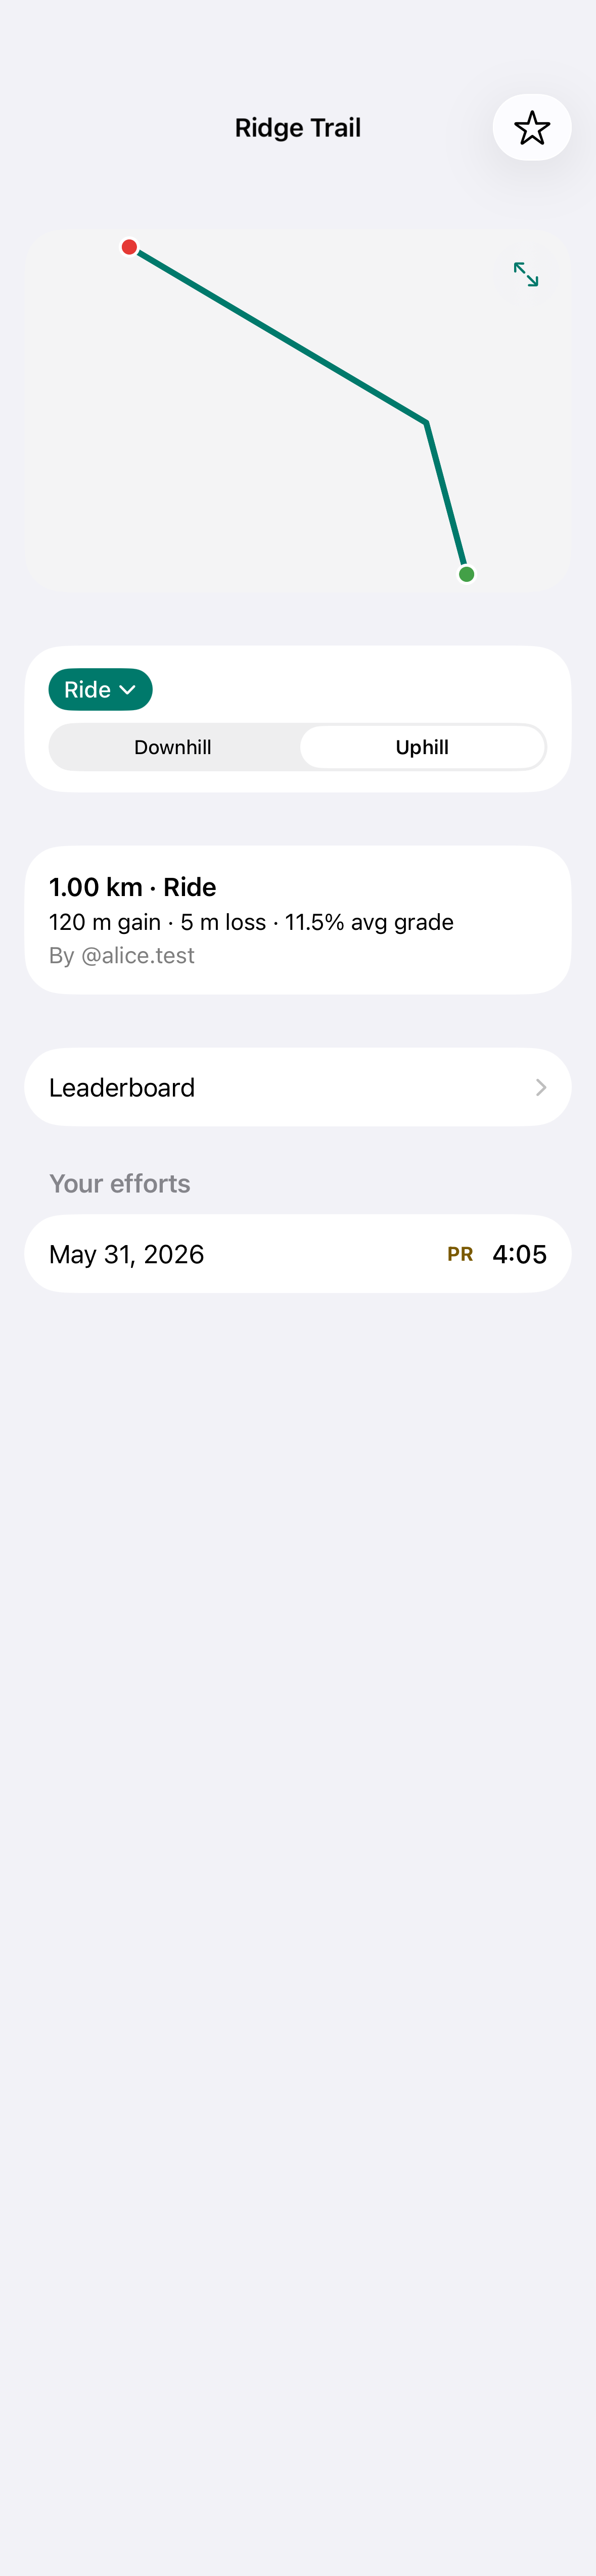 Ridge Trail
Ride
Downhill
Uphill
1.00 km · Ride
120 m gain · 5 m loss · 11.5% avg grade
By @alice.test
Leaderboard
Your efforts
May 31, 2026 PR 4:05